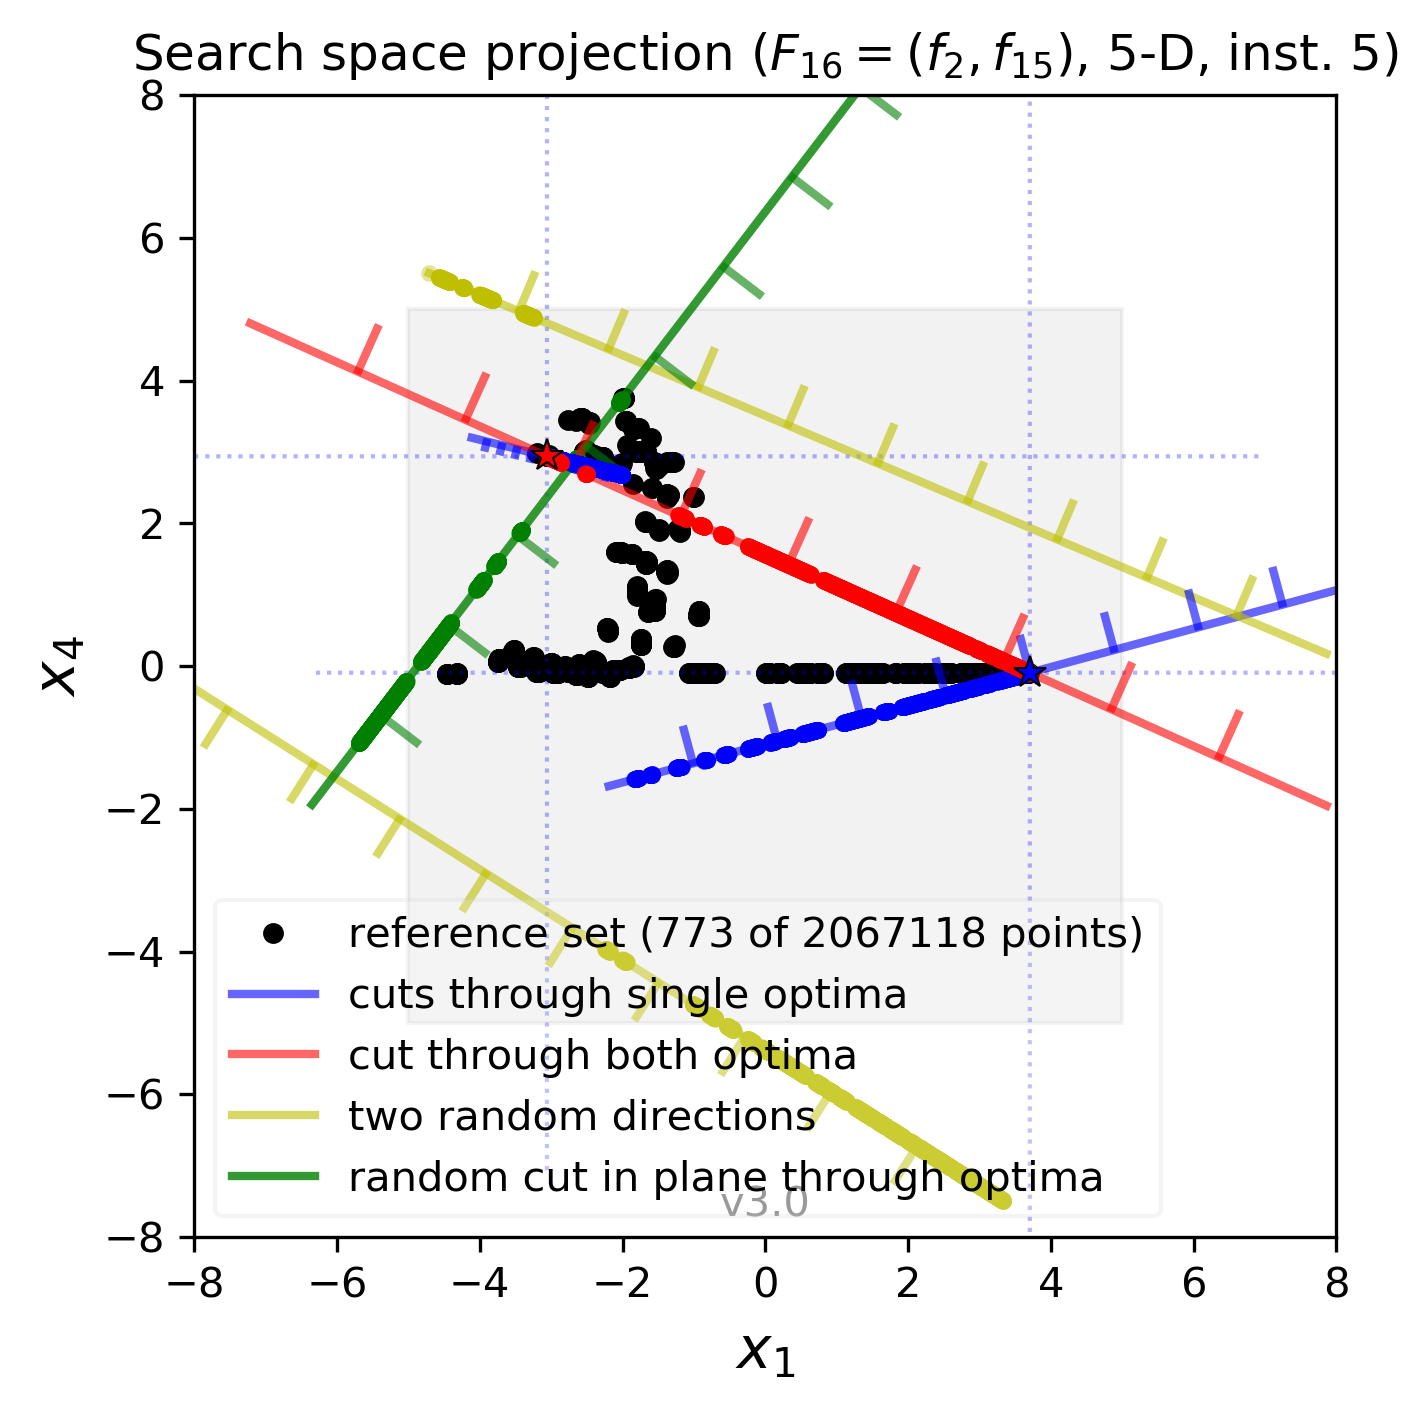 Search space projection (F₁₆ = (f₂, f₁₅), 5-D, inst. 5)
8
6
4
2
0
−2
−4
−6
−8
x₄
reference set (773 of 2067118 points)
cuts through single optima
cut through both optima
two random directions
random cut in plane through optima
v3.0
−8 −6 −4 −2 0 2 4 6 8
x₁